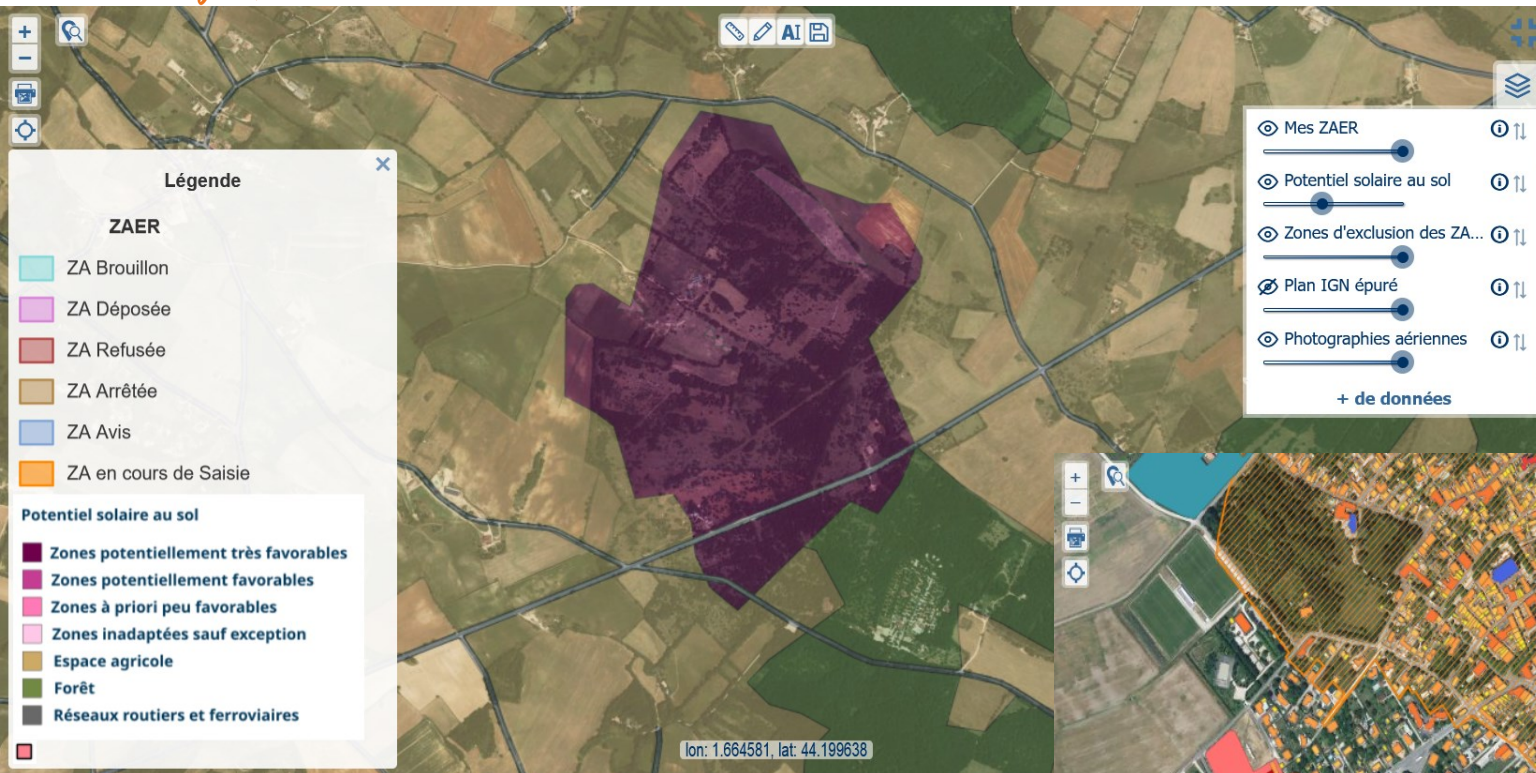 AI
Légende
ZAER
ZA Brouillon
ZA Déposée
ZA Refusée
ZA Arrêtée
ZA Avis
ZA en cours de Saisie
Potentiel solaire au sol
Zones potentiellement très favorables
Zones potentiellement favorables
Zones à priori peu favorables
Zones inadaptées sauf exception
Espace agricole
Forêt
Réseaux routiers et ferroviaires
Mes ZAER
Potentiel solaire au sol
Zones d'exclusion des ZA...
Plan IGN épuré
Photographies aériennes
+ de données
lon: 1.664581, lat: 44.199638